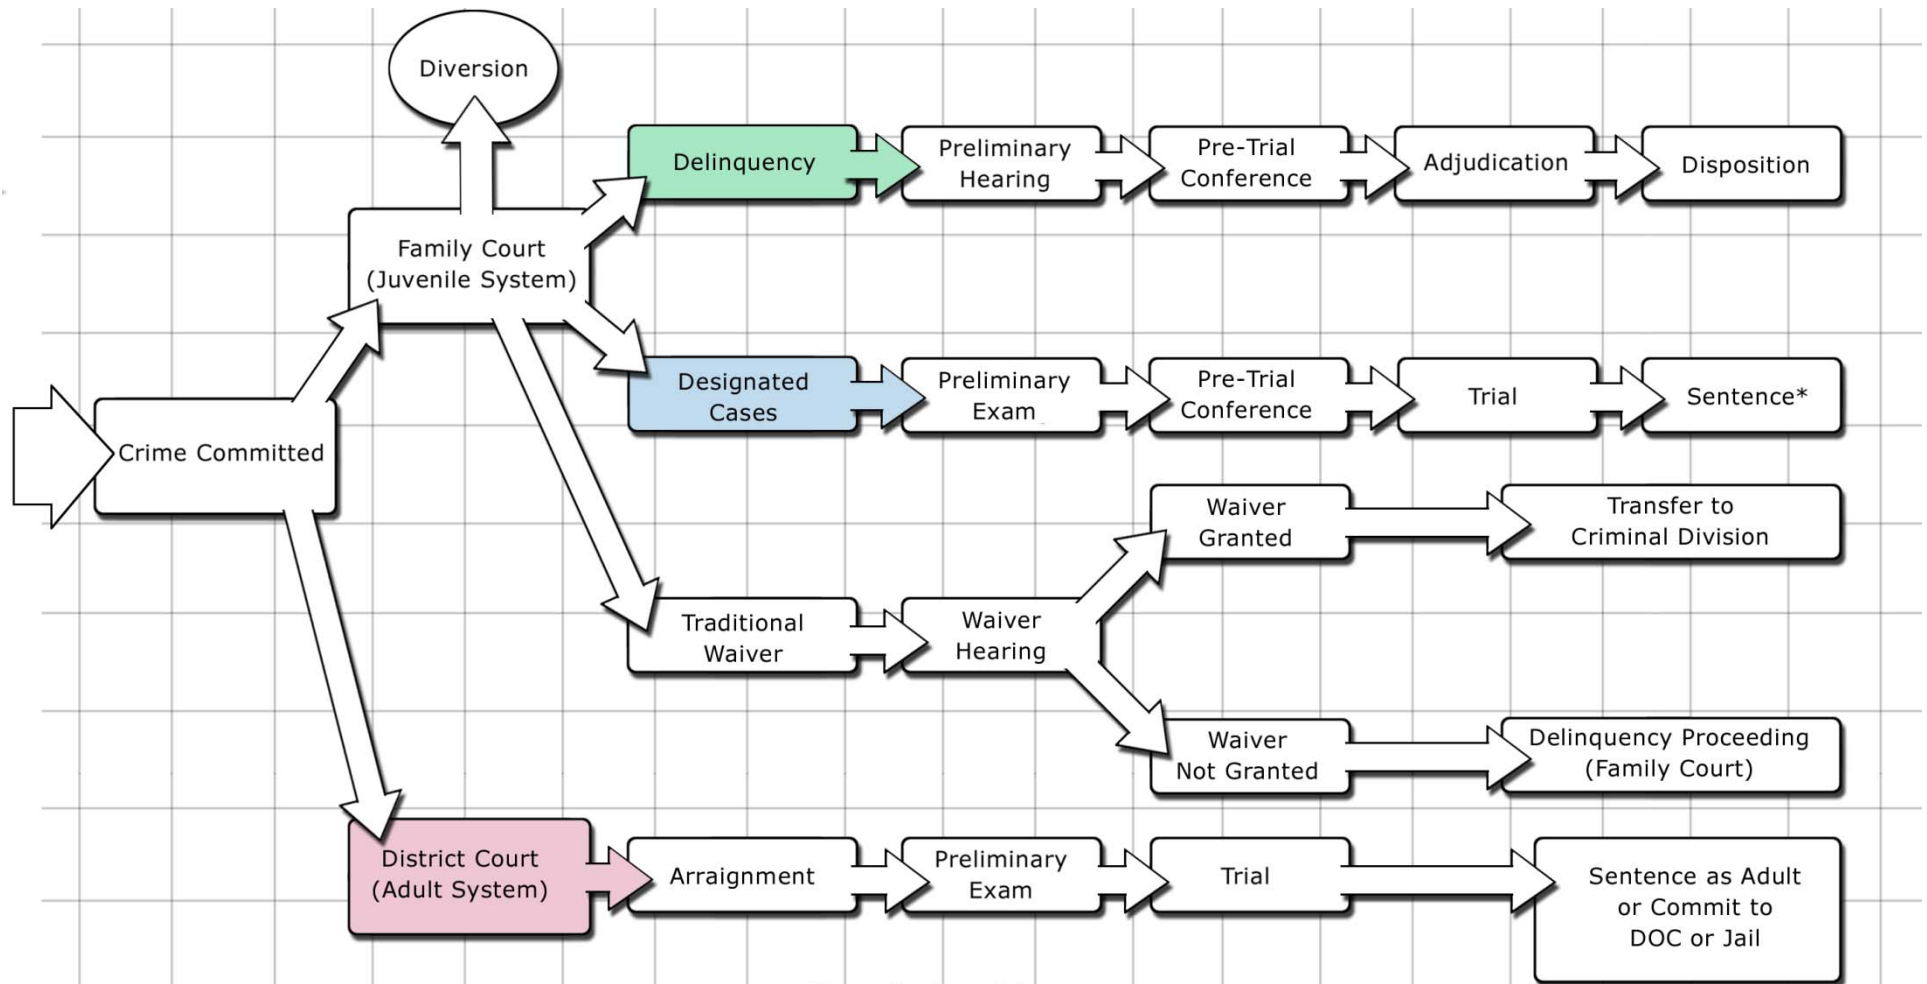 Diversion
Delinquency
Preliminary
Hearing
Pre-Trial
Conference
Adjudication
Disposition
Family Court
(Juvenile System)
Designated
Cases
Preliminary
Exam
Pre-Trial
Conference
Trial
Sentence*
Crime Committed
Waiver
Granted
Transfer to
Criminal Division
Traditional
Waiver
Waiver
Hearing
Waiver
Not Granted
Delinquency Proceeding
(Family Court)
District Court
(Adult System)
Arraignment
Preliminary
Exam
Trial
Sentence as Adult
or Commit to
DOC or Jail